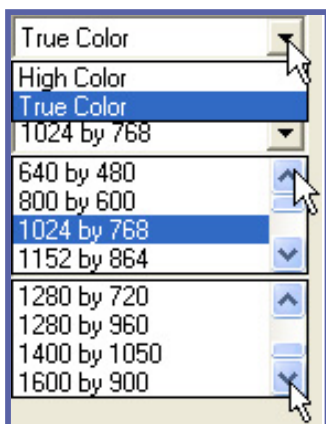 True Color
High Color
True Color
1024 by 768
640 by 480
800 by 600
1024 by 768
1152 by 864
1280 by 720
1280 by 960
1400 by 1050
1600 by 900